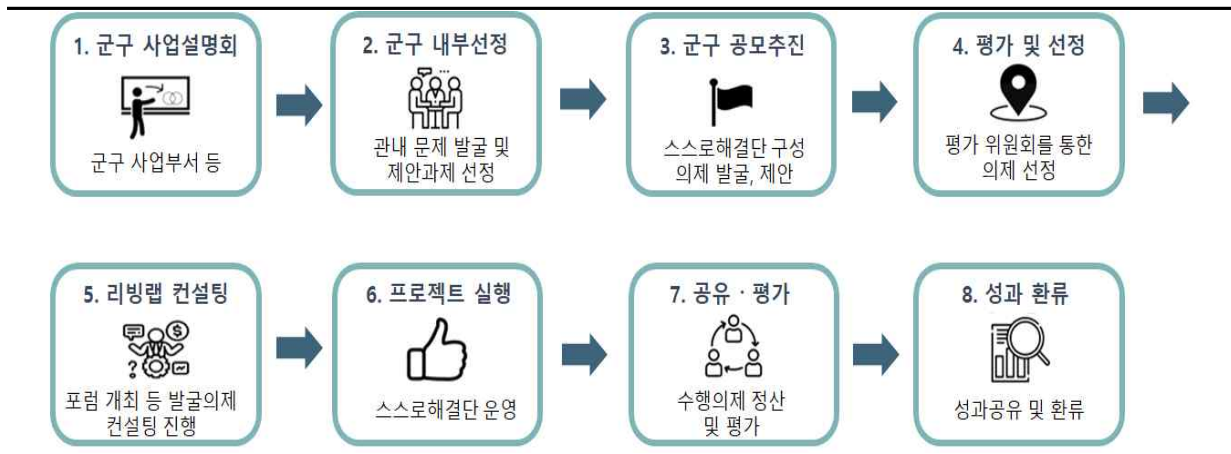 1. 군구 사업설명회
군구 사업부서 등
2. 군구 내부선정
관내 문제 발굴 및
제안과제 선정
3. 군구 공모추진
스스로해결단 구성
의제 발굴, 제안
4. 평가 및 선정
평가 위원회를 통한
의제 선정
5. 리빙랩 컨설팅
포럼 개최 등 발굴의제
컨설팅 진행
6. 프로젝트 실행
스스로해결단 운영
7. 공유 · 평가
수행의제 정산
및 평가
8. 성과 환류
성과공유 및 환류